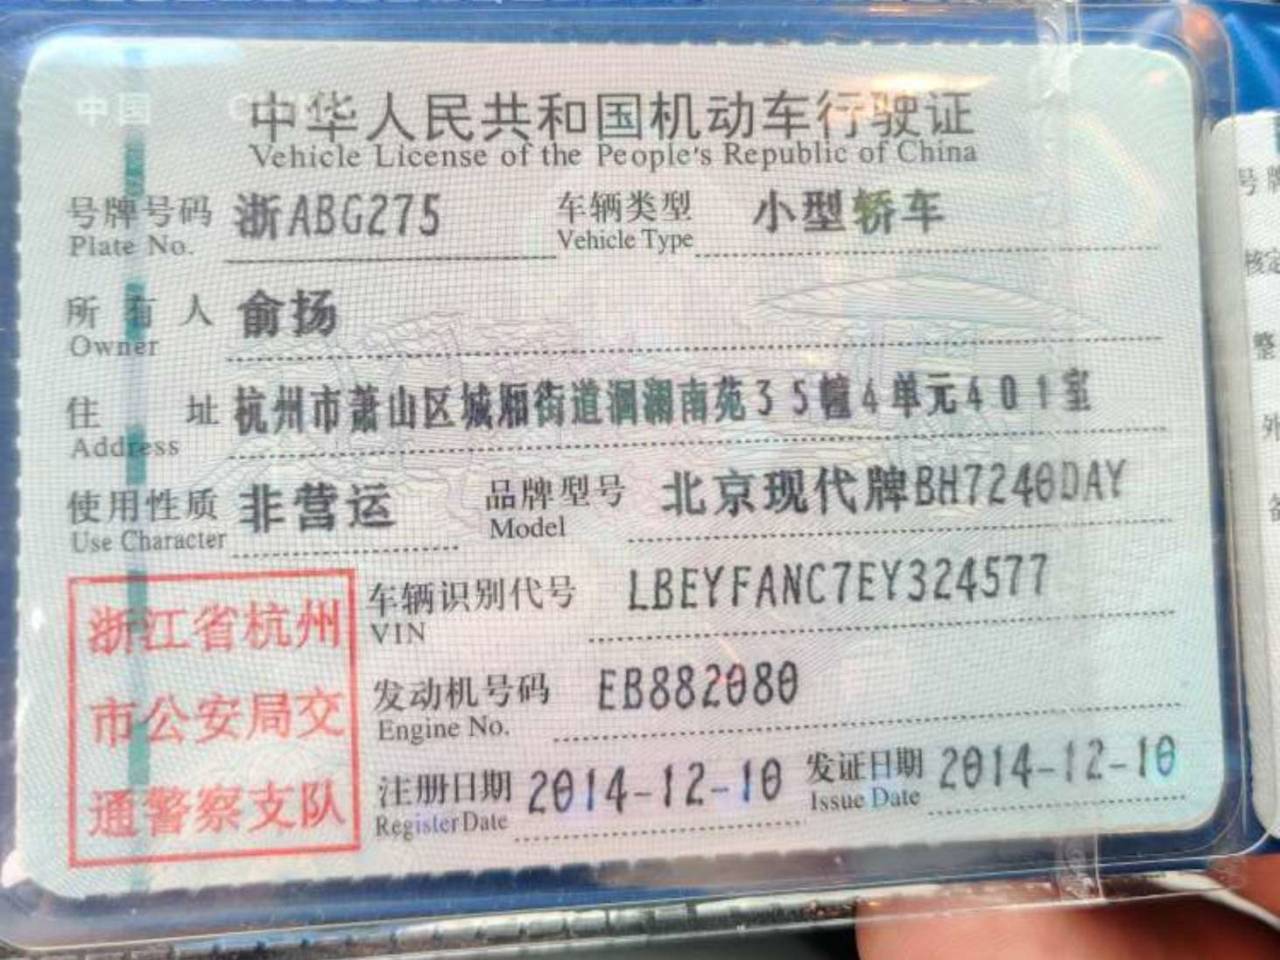 中国
中华人民共和国机动车行驶证
Vehicle License of the People's Republic of China
号牌号码 浙ABG275 车辆类型 小型轿车
Plate No. Vehicle Type
所有人 俞扬
Owner
住址 杭州市萧山区城厢街道涠澜南苑35幢4单元401室
Address
使用性质 非营运 品牌型号 北京现代牌BH7240DAY
Use Character Model
车辆识别代号 LBEYFANC7EY324577
VIN
发动机号码 EB882080
Engine No.
注册日期 2014-12-10 发证日期 2014-12-10
Register Date Issue Date
浙江省杭州
市公安局交
通警察支队
号牌
核定
整
外